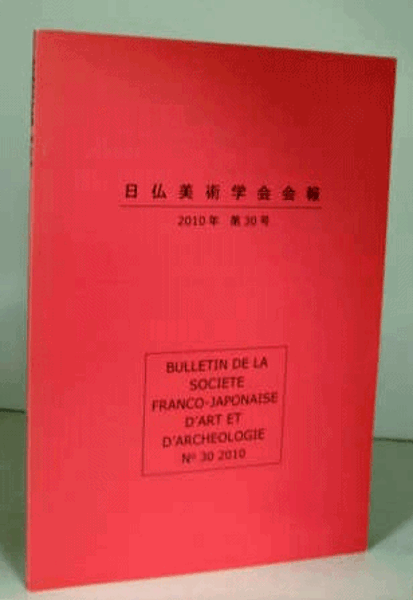 日仏美術学会会報
2010年 第30号
BULLETIN DE LA
SOCIETE
FRANCO-JAPONAISE
D'ART ET
D'ARCHEOLOGIE
Nº 30 2010